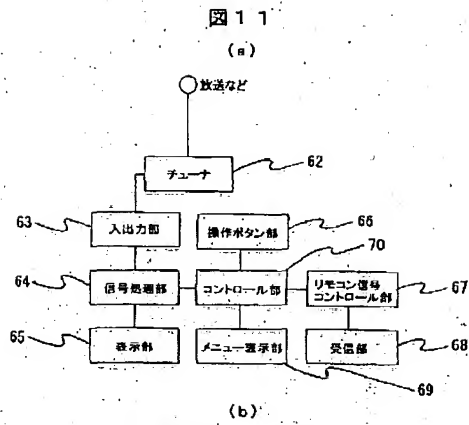 図11
(a)
放送など
チューナ
62
63
入出力部
操作ボタン部
66
70
64
信号処理部
コントロール部
リモコン信号
コントロール部
67
65
表示部
メニュー表示部
受信部
68
69
(b)